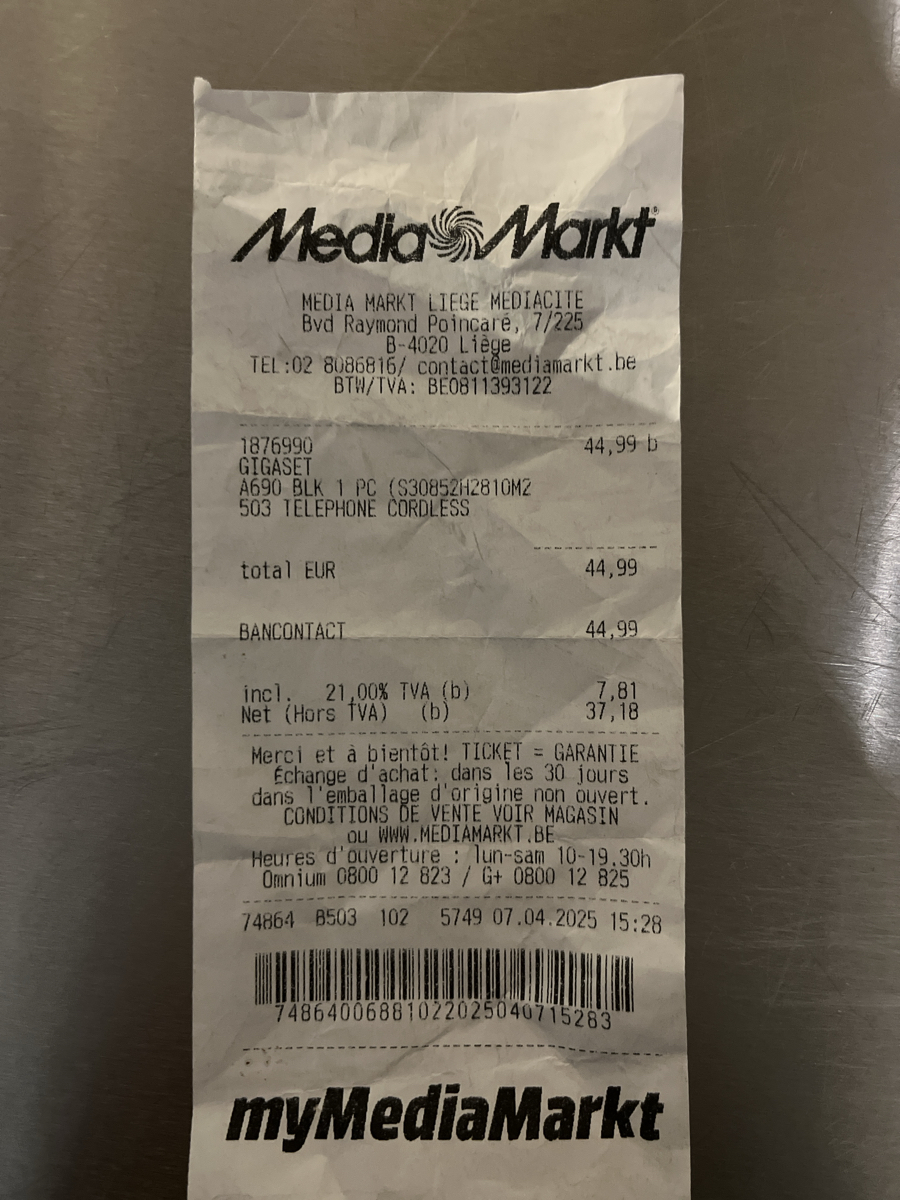 Media Markt®
MEDIA MARKT LIEGE MEDIACITE
Bvd Raymond Poincaré, 7/225
B-4020 Liège
TEL:02 8086816/ contact@mediamarkt.be
BTW/TVA: BE0811393122
1876990 44,99 b
GIGASET
A690 BLK 1 PC (S30852H2810M2
503 TELEPHONE CORDLESS
total EUR 44,99
BANCONTACT 44,99
incl. 21,00% TVA (b) 7,81
Net (Hors TVA) (b) 37,18
Merci et à bientôt! TICKET = GARANTIE
Échange d'achat: dans les 30 jours
dans l'emballage d'origine non ouvert.
CONDITIONS DE VENTE VOIR MAGASIN
ou WWW.MEDIAMARKT.BE
Heures d'ouverture : lun-sam 10-19.30h
Omnium 0800 12 823 / G+ 0800 12 825
74864 B503 102 5749 07.04.2025 15:28
7486400688102202504071​5283
myMediaMarkt